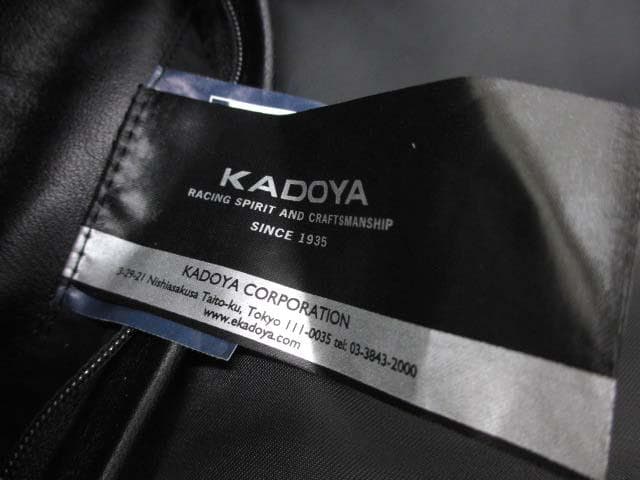 KADOYA
RACING SPIRIT AND CRAFTSMANSHIP
SINCE 1935
KADOYA CORPORATION
3-29-21 Nishiasakusa Taito-ku, Tokyo 111-0035 tel: 03-3843-2000
www.ekadoya.com